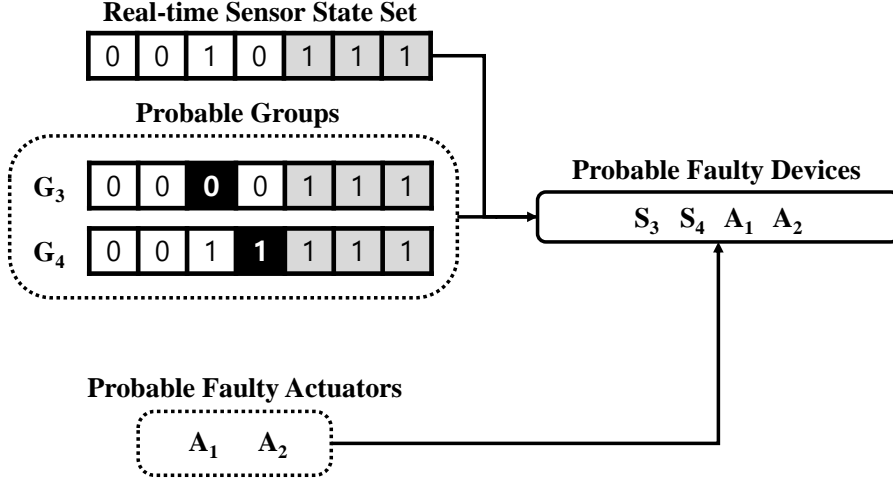 Real-time Sensor State Set
0 0 1 0 1 1 1
Probable Groups
G₃ 0 0 0 0 1 1 1
G₄ 0 0 1 1 1 1 1
Probable Faulty Devices
S₃ S₄ A₁ A₂
Probable Faulty Actuators
A₁ A₂